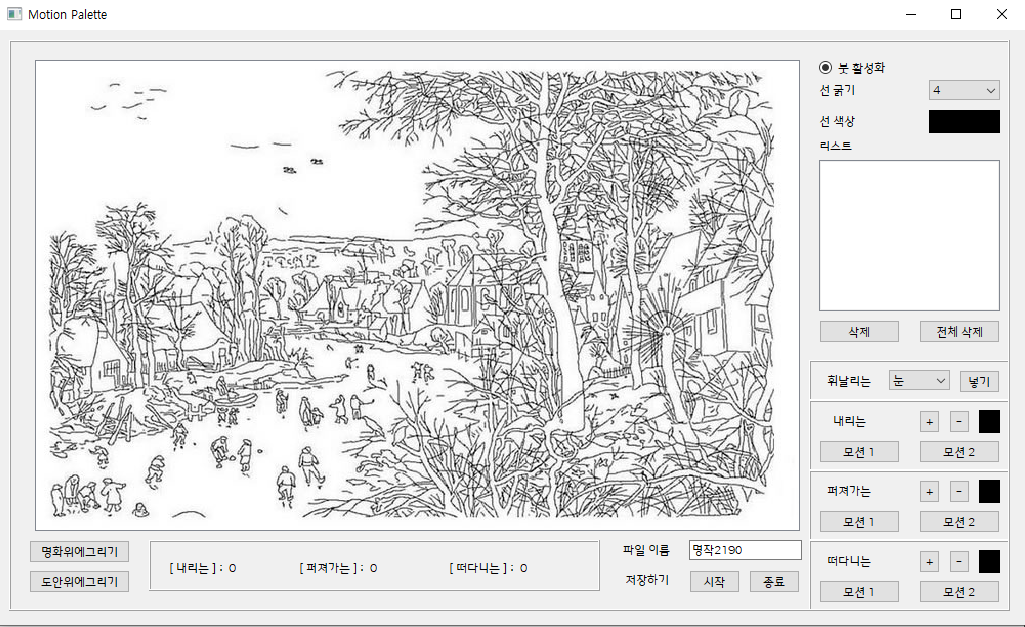 Motion Palette
붓 활성화
선 굵기 4
선 색상
리스트
삭제 전체 삭제
휘날리는 눈 넣기
내리는 + -
모션 1 모션 2
퍼져가는 + -
모션 1 모션 2
떠다니는 + -
모션 1 모션 2
명화위에그리기
도안위에그리기
[내리는]: 0 [퍼져가는]: 0 [떠다니는]: 0
파일 이름 명작2190
저장하기 시작 종료